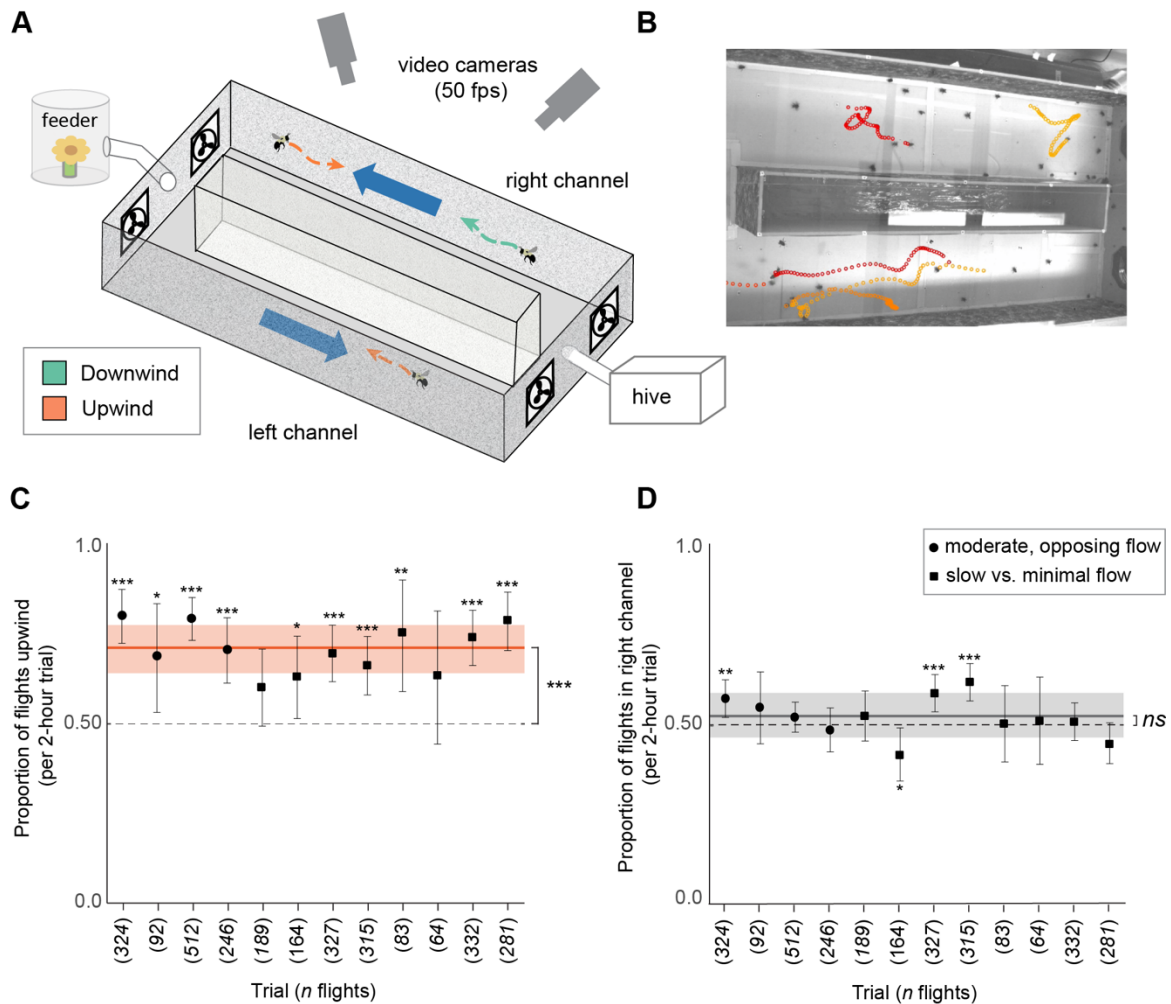 A
video cameras
(50 fps)
feeder
right channel
Downwind
Upwind
left channel
hive
B
C
Proportion of flights upwind
(per 2-hour trial)
1.0
0.50
0.0
***
*
***
***
*
***
***
**
***
***
***
(324)
(92)
(512)
(246)
(189)
(164)
(327)
(315)
(83)
(64)
(332)
(281)
Trial (n flights)
D
moderate, opposing flow
slow vs. minimal flow
Proportion of flights in right channel
(per 2-hour trial)
1.0
0.50
0.0
**
*
***
***
ns
(324)
(92)
(512)
(246)
(189)
(164)
(327)
(315)
(83)
(64)
(332)
(281)
Trial (n flights)